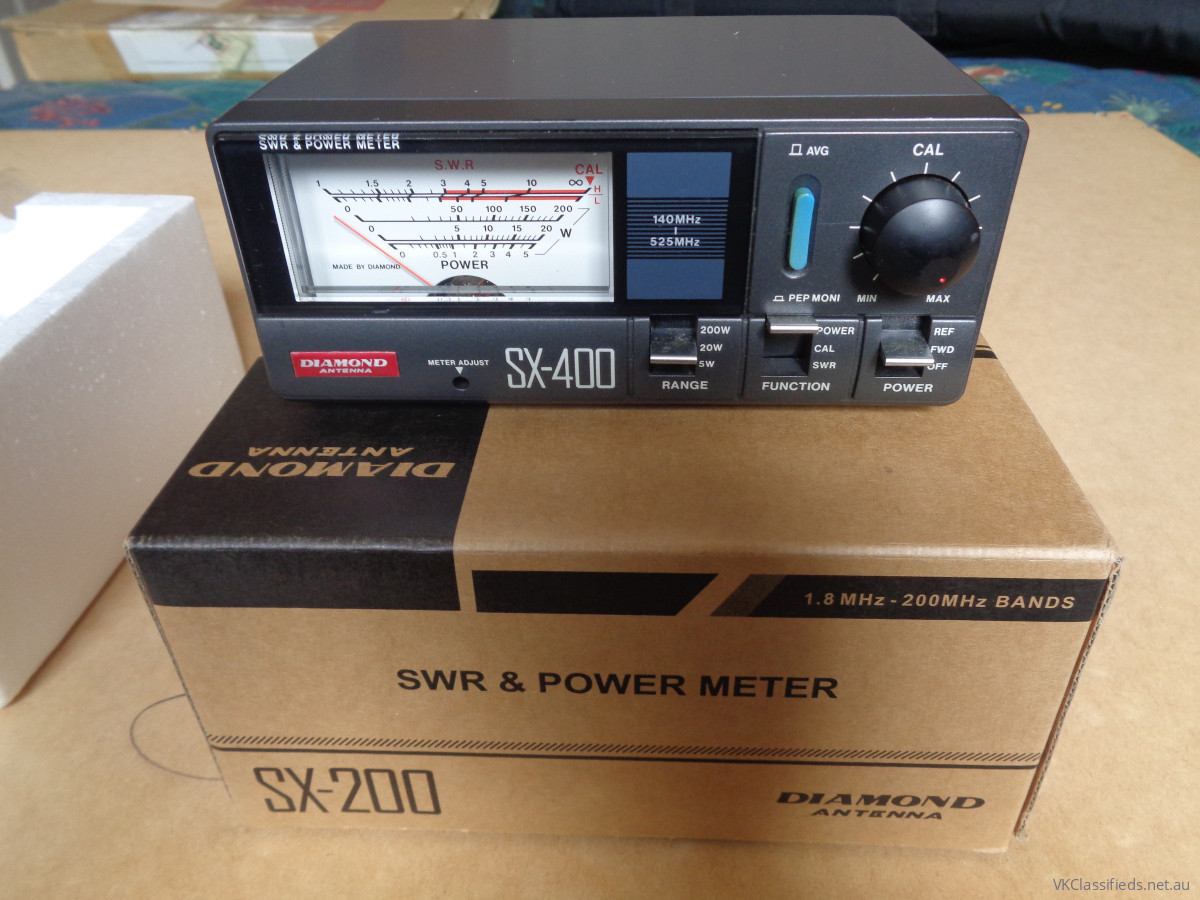 SWR & POWER METER
S.W.R
CAL
1 1.5 2 3 4 5 10 ∞
H
L
0 50 100 150 200
0 5 10 15 20
W
0 0.5 1 2 3 4 5
MADE BY DIAMOND
POWER
140MHz
525MHz
AVG
CAL
PEP MONI
MIN
MAX
DIAMOND
ANTENNA
METER ADJUST
SX-400
200W
20W
5W
RANGE
POWER
CAL
SWR
FUNCTION
REF
FWD
OFF
POWER
DIAMOND
ANTENNA
1.8 MHz - 200MHz BANDS
SWR & POWER METER
SX-200
DIAMOND
ANTENNA
VKClassifieds.net.au